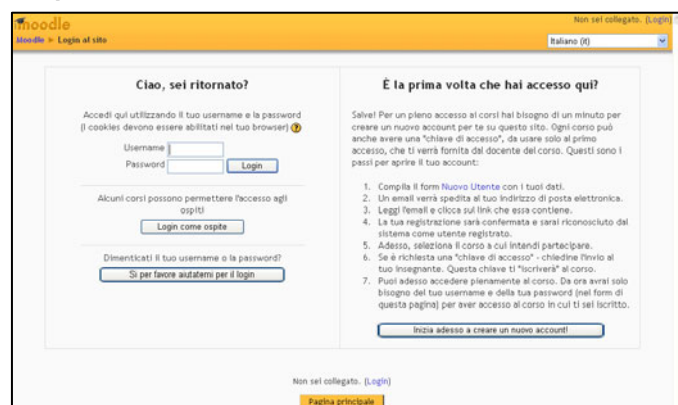 moodle
Non sei collegato. (Login)
Moodle ► Login al sito
Italiano (it)
Ciao, sei ritornato?
Accedi qui utilizzando il tuo username e la password
(I cookies devono essere abilitati nel tuo browser) ?
Username
Password
Login
Alcuni corsi possono permettere l'accesso agli
ospiti
Login come ospite
Dimenticati il tuo username o la password?
Si per favore aiutatemi per il login
È la prima volta che hai accesso qui?
Salve! Per un pleno accesso ai corsi hai bisogno di un minuto per
creare un nuovo account per te su questo sito. Ogni corso può
anche avere una "chiave di accesso", da usare solo al primo
accesso, che ti verrà fornita dal docente del corso. Questi sono i
passi per aprire il tuo account:
1. Compila il form Nuovo Utente con i tuoi dati.
2. Un email verrà spedita al tuo indirizzo di posta elettronica.
3. Leggi l'email e clicca sul link che essa contiene.
4. La tua registrazione sarà confermata e sarai riconosciuto dal
sistema come utente registrato.
5. Adesso, seleziona il corso a cui intendi partecipare.
6. Se è richiesta una "chiave di accesso" - chiedine l'invio al
tuo insegnante. Questa chiave ti "iscriverà" al corso.
7. Puoi adesso accedere pienamente al corso. Da ora avrai solo
bisogno del tuo username e della tua password (nel form di
questa pagina) per aver accesso al corso in cui ti sei iscritto.
Inizia adesso a creare un nuovo account!
Non sei collegato. (Login)
Pagina principale